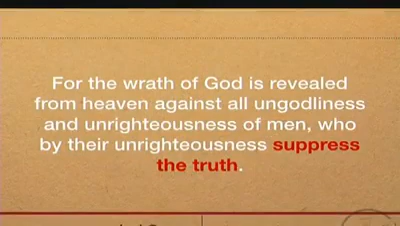 For the wrath of God is revealed
from heaven against all ungodliness
and unrighteousness of men, who
by their unrighteousness suppress
the truth.